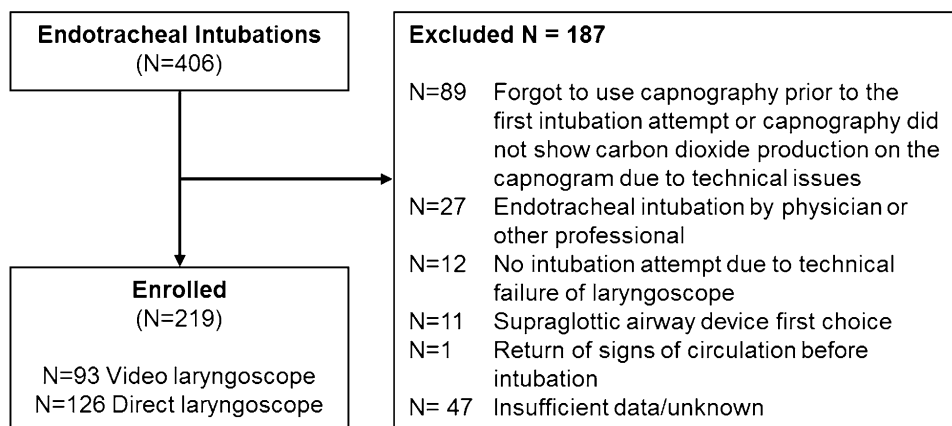 Endotracheal Intubations
(N=406)
Excluded N = 187
N=89 Forgot to use capnography prior to the
first intubation attempt or capnography did
not show carbon dioxide production on the
capnogram due to technical issues
N=27 Endotracheal intubation by physician or
other professional
N=12 No intubation attempt due to technical
failure of laryngoscope
N=11 Supraglottic airway device first choice
N=1 Return of signs of circulation before
intubation
N= 47 Insufficient data/unknown
Enrolled
(N=219)
N=93 Video laryngoscope
N=126 Direct laryngoscope